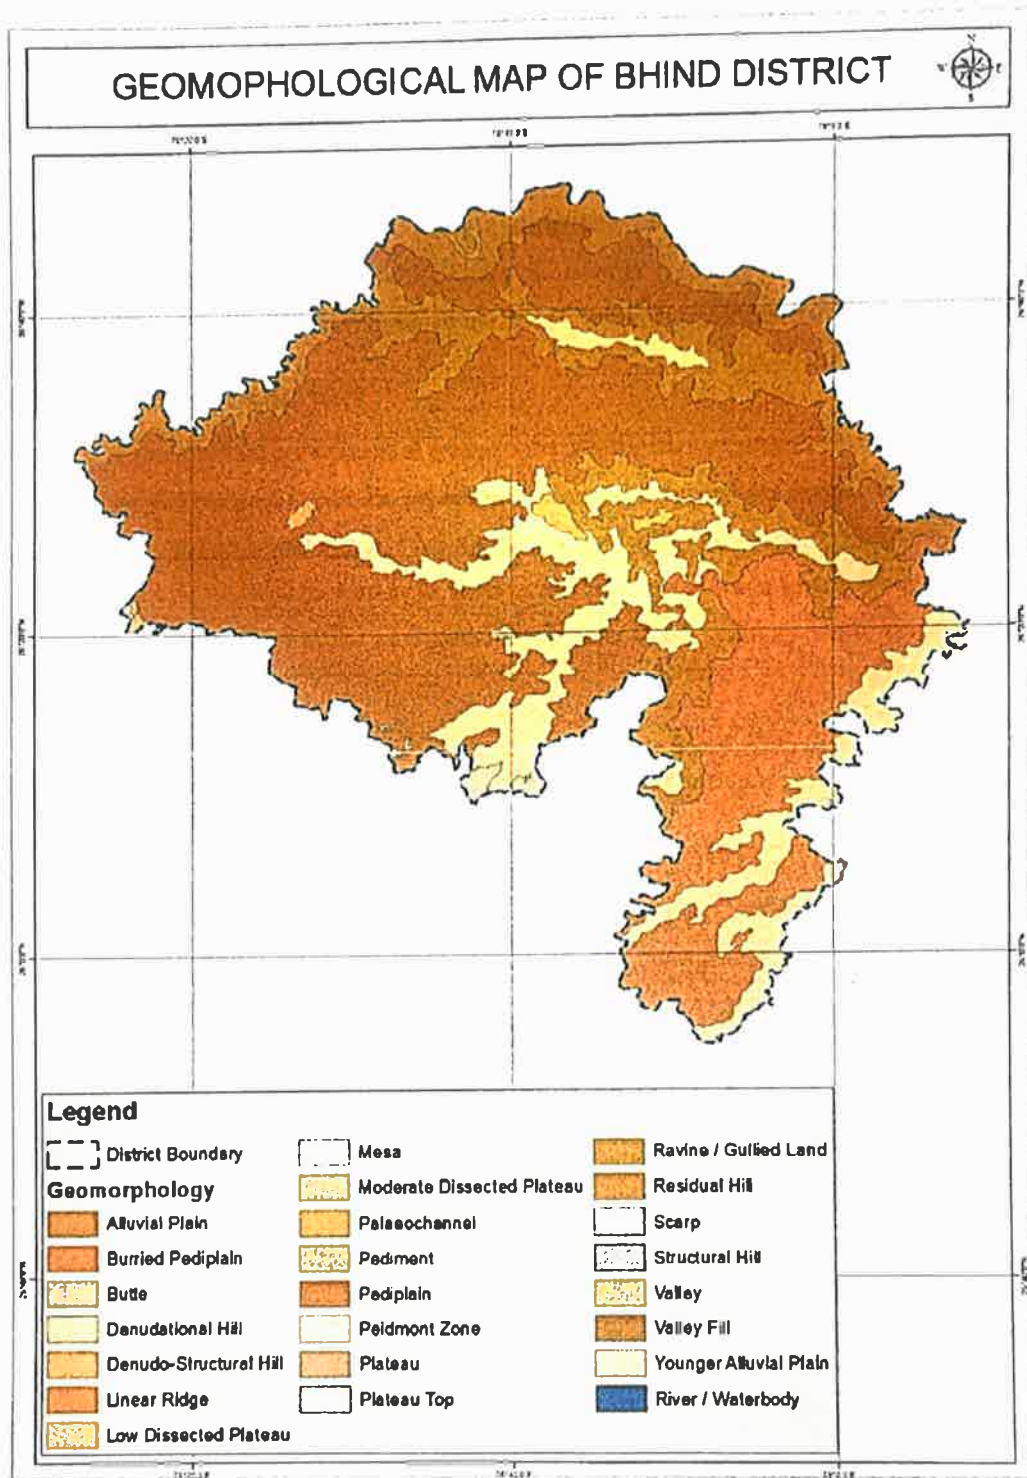 GEOMOPHOLOGICAL MAP OF BHIND DISTRICT
N
E
S
Legend
District Boundary
Geomorphology
Alluvial Plain
Burried Pediplain
Butte
Denudational Hill
Denudo-Structural Hill
Linear Ridge
Low Dissected Plateau
Mesa
Moderate Dissected Plateau
Palaeochannel
Pediment
Pediplain
Peidmont Zone
Plateau
Plateau Top
Ravine / Gullied Land
Residual Hill
Scarp
Structural Hill
Valley
Valley Fill
Younger Alluvial Plain
River / Waterbody